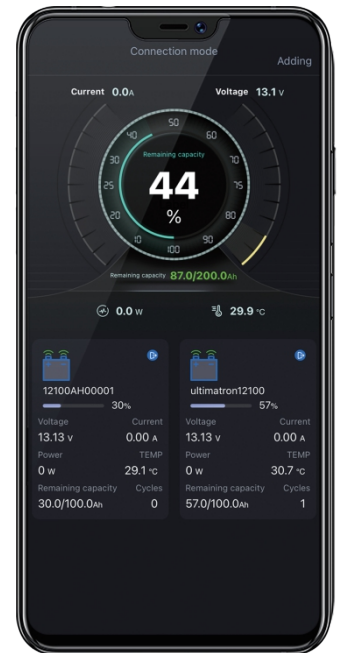 Connection mode
Adding
Current 0.0A
Voltage 13.1 V
50
40
60
30
Remaining capacity
70
25
44
75
%
20
80
10
90
100
Remaining capacity 87.0/200.0Ah
0.0 W
29.9 °C
D+
D+
12100AH00001
ultimatron12100
30%
57%
Voltage Current
Voltage Current
13.13 V 0.00 A
13.13 V 0.00 A
Power TEMP
Power TEMP
0 W 29.1 °C
0 W 30.7 °C
Remaining capacity Cycles
Remaining capacity Cycles
30.0/100.0Ah 0
57.0/100.0Ah 1